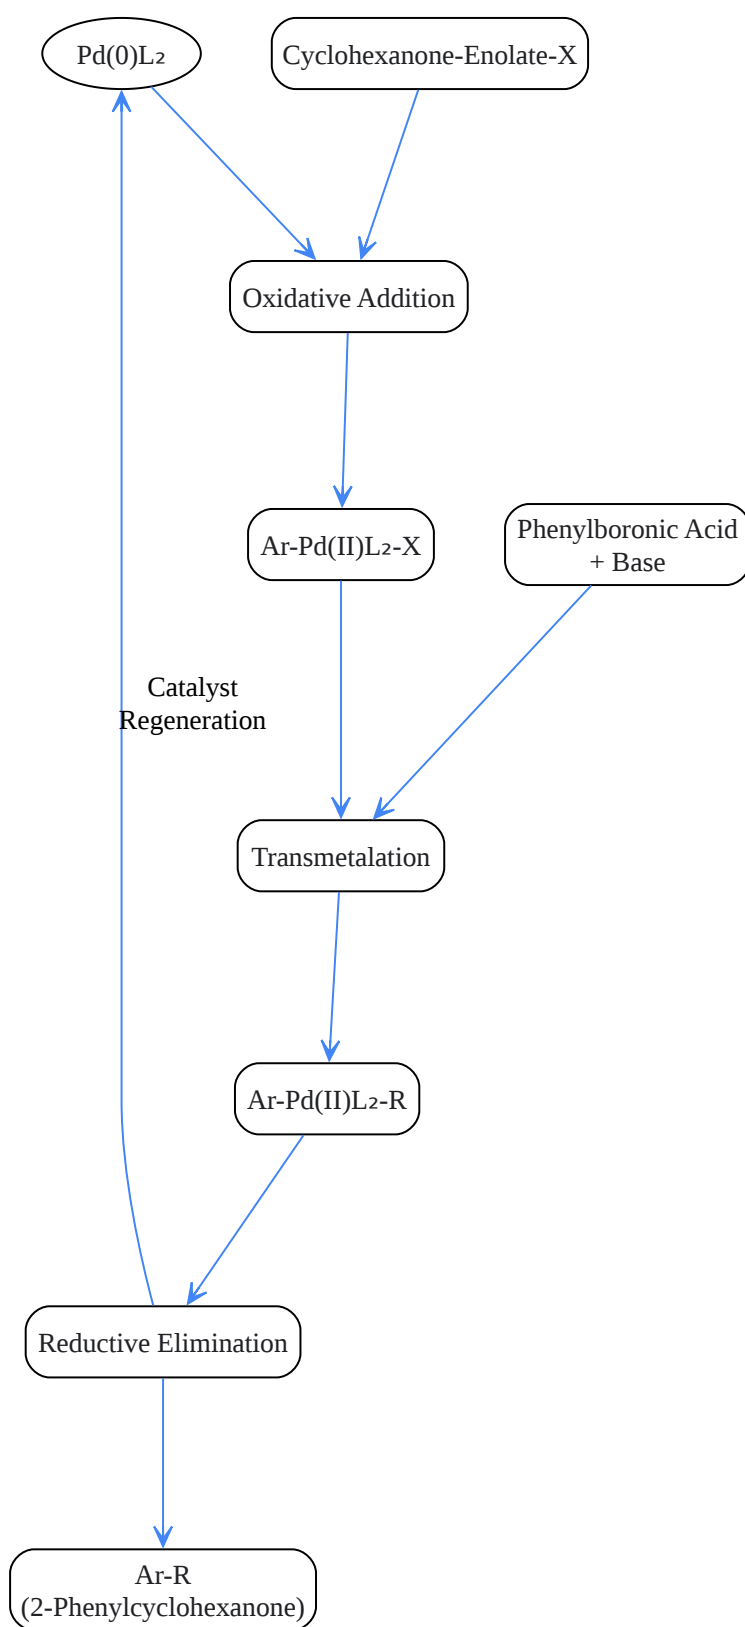 Pd(0)L₂
Cyclohexanone-Enolate-X
Oxidative Addition
Ar-Pd(II)L₂-X
Phenylboronic Acid
+ Base
Catalyst
Regeneration
Transmetalation
Ar-Pd(II)L₂-R
Reductive Elimination
Ar-R
(2-Phenylcyclohexanone)